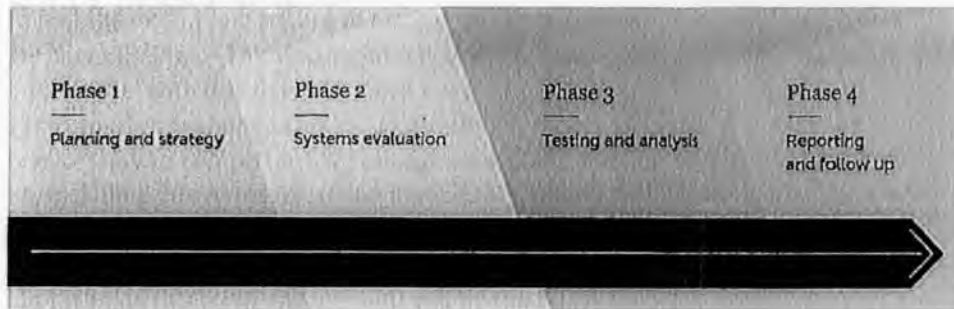 Phase 1
Planning and strategy
Phase 2
Systems evaluation
Phase 3
Testing and analysis
Phase 4
Reporting
and follow up